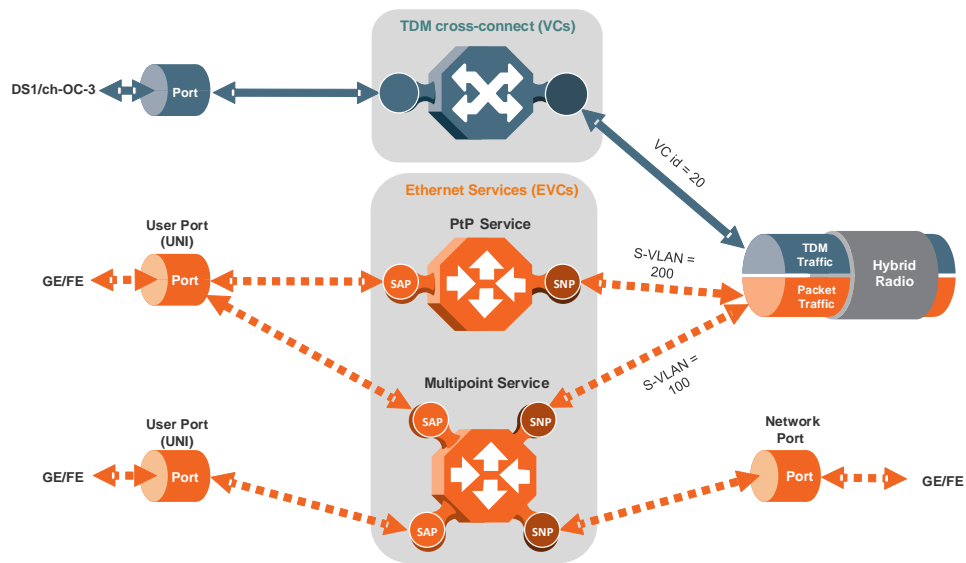 TDM cross-connect (VCs)
DS1/ch-OC-3
Port
VC id = 20
Ethernet Services (EVCs)
PtP Service
User Port
(UNI)
GE/FE
Port
SAP
SNP
S-VLAN =
200
TDM
Traffic
Packet
Traffic
Hybrid
Radio
Multipoint Service
S-VLAN =
100
SAP
SNP
User Port
(UNI)
GE/FE
Port
SAP
SNP
Network
Port
Port
GE/FE